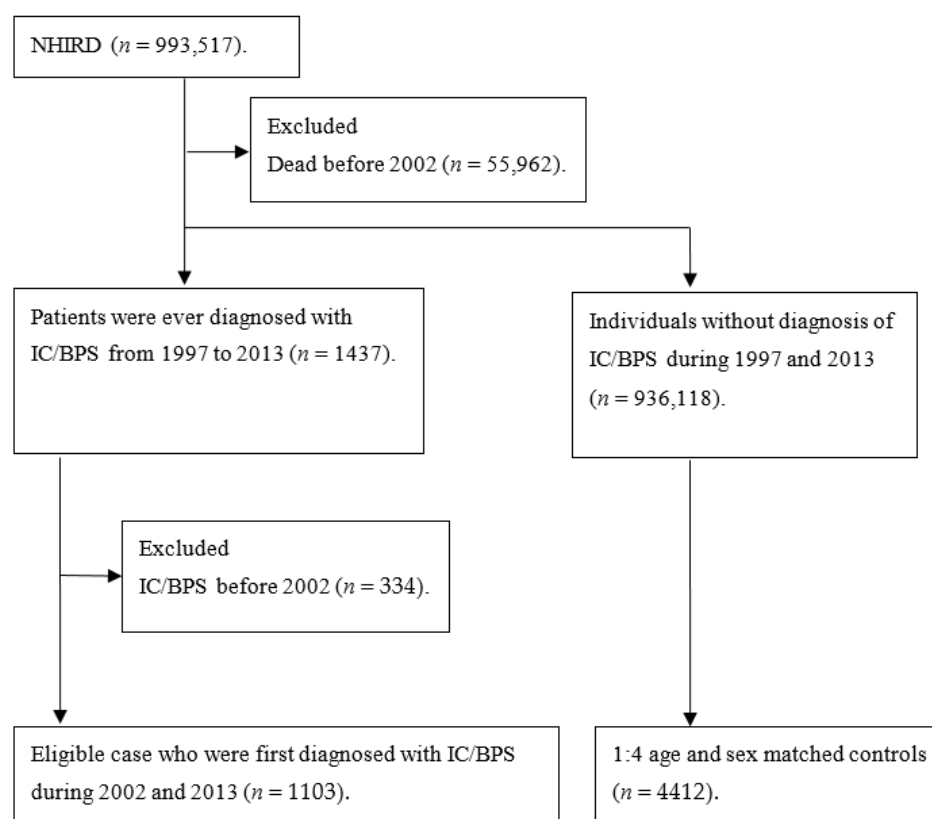 NHIRD (n = 993,517).
Excluded
Dead before 2002 (n = 55,962).
Patients were ever diagnosed with
IC/BPS from 1997 to 2013 (n = 1437).
Individuals without diagnosis of
IC/BPS during 1997 and 2013
(n = 936,118).
Excluded
IC/BPS before 2002 (n = 334).
Eligible case who were first diagnosed with IC/BPS
during 2002 and 2013 (n = 1103).
1:4 age and sex matched controls
(n = 4412).